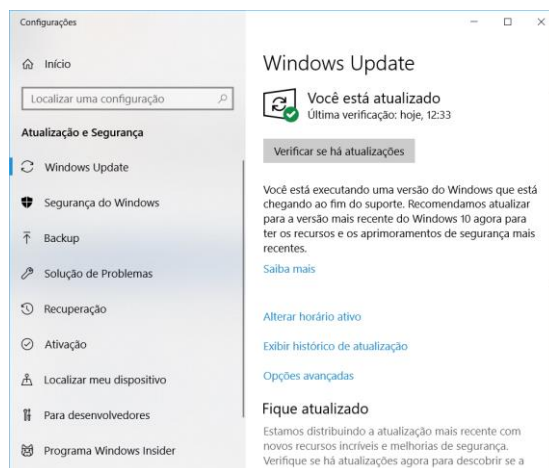 Configurações
Início
Localizar uma configuração
Atualização e Segurança
Windows Update
Segurança do Windows
Backup
Solução de Problemas
Recuperação
Ativação
Localizar meu dispositivo
Para desenvolvedores
Programa Windows Insider
Windows Update
Você está atualizado
Última verificação: hoje, 12:33
Verificar se há atualizações
Você está executando uma versão do Windows que está
chegando ao fim do suporte. Recomendamos atualizar
para a versão mais recente do Windows 10 agora para
ter os recursos e os aprimoramentos de segurança mais
recentes.
Saiba mais
Alterar horário ativo
Exibir histórico de atualização
Opções avançadas
Fique atualizado
Estamos distribuindo a atualização mais recente com
novos recursos incríveis e melhorias de segurança.
Verifique se há atualizações agora para descobrir se a